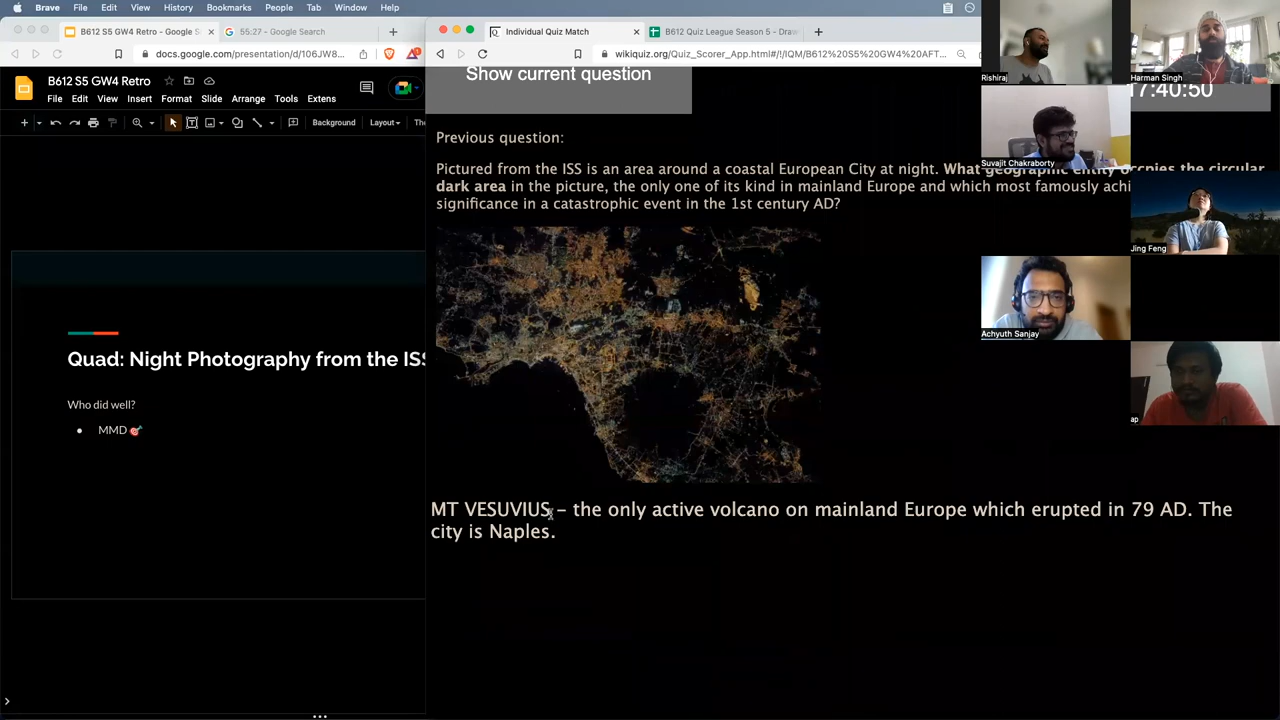 Brave File Edit View History Bookmarks People Tab Window Help
B612 S5 GW4 Retro - Google S
55:27 - Google Search
docs.google.com/presentation/d/106JW8...
B612 S5 GW4 Retro
File Edit View Insert Format Slide Arrange Tools Extens
Background Layout
Quad: Night Photography from the ISS
Who did well?
MMD 🎯
Individual Quiz Match
B612 Quiz League Season 5 - Draw
wikiquiz.org/Quiz_Scorer_App.html#/!/IQM/B612%20S5%20GW4%20AFT...
Show current question
17:40:50
Previous question:
Pictured from the ISS is an area around a coastal European City at night. What geographic entity occpies the circular
dark area in the picture, the only one of its kind in mainland Europe and which most famously achi
significance in a catastrophic event in the 1st century AD?
MT VESUVIUS - the only active volcano on mainland Europe which erupted in 79 AD. The
city is Naples.
Rishiraj
Harman Singh
Suvajit Chakraborty
Jing Feng
Achyuth Sanjay
ap